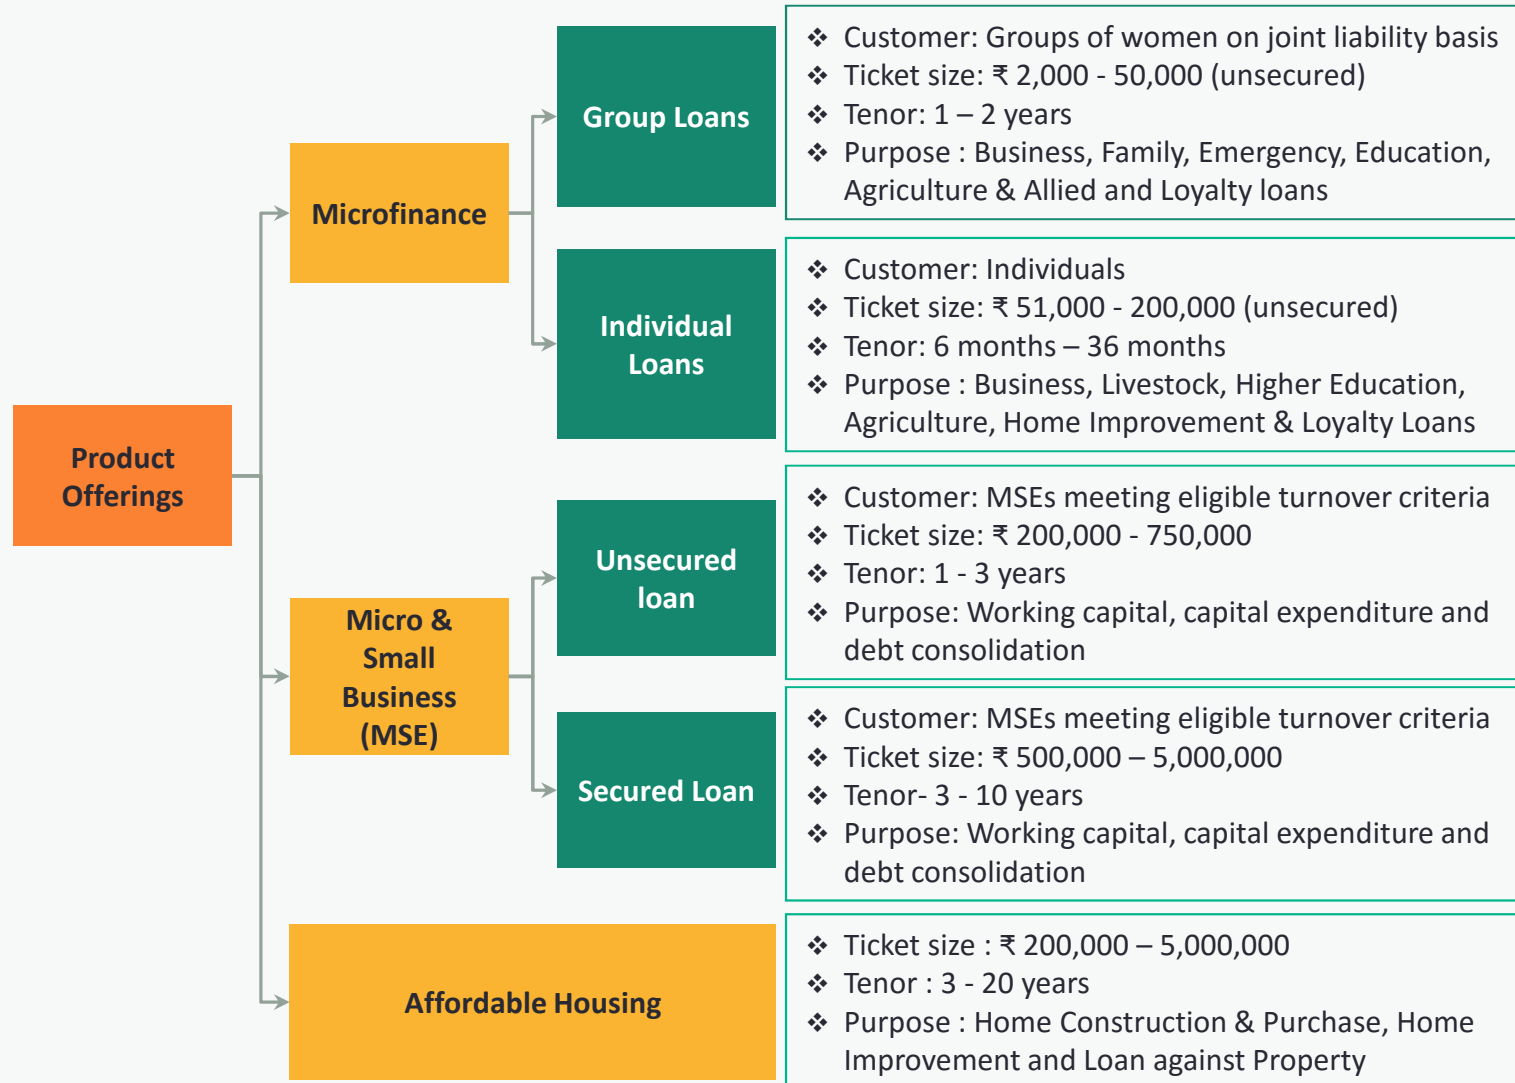 Product
Offerings
Microfinance
Group Loans
❖ Customer: Groups of women on joint liability basis
❖ Ticket size: ₹ 2,000 - 50,000 (unsecured)
❖ Tenor: 1 – 2 years
❖ Purpose : Business, Family, Emergency, Education,
Agriculture & Allied and Loyalty loans
Individual
Loans
❖ Customer: Individuals
❖ Ticket size: ₹ 51,000 - 200,000 (unsecured)
❖ Tenor: 6 months – 36 months
❖ Purpose : Business, Livestock, Higher Education,
Agriculture, Home Improvement & Loyalty Loans
Micro &
Small
Business
(MSE)
Unsecured
loan
❖ Customer: MSEs meeting eligible turnover criteria
❖ Ticket size: ₹ 200,000 - 750,000
❖ Tenor: 1 - 3 years
❖ Purpose: Working capital, capital expenditure and
debt consolidation
Secured Loan
❖ Customer: MSEs meeting eligible turnover criteria
❖ Ticket size: ₹ 500,000 – 5,000,000
❖ Tenor- 3 - 10 years
❖ Purpose: Working capital, capital expenditure and
debt consolidation
Affordable Housing
❖ Ticket size : ₹ 200,000 – 5,000,000
❖ Tenor : 3 - 20 years
❖ Purpose : Home Construction & Purchase, Home
Improvement and Loan against Property